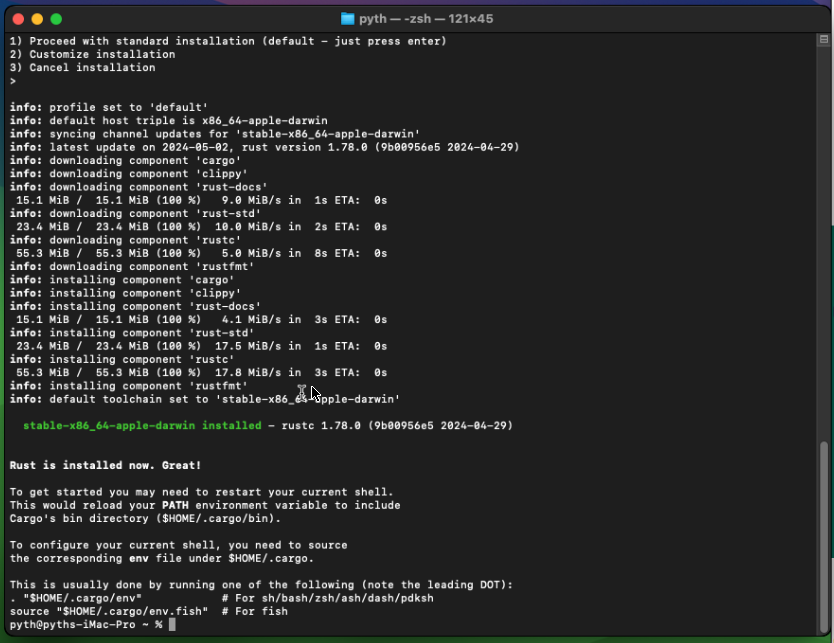 pyth — -zsh — 121×45
1) Proceed with standard installation (default - just press enter)
2) Customize installation
3) Cancel installation
>
info: profile set to 'default'
info: default host triple is x86_64-apple-darwin
info: syncing channel updates for 'stable-x86_64-apple-darwin'
info: latest update on 2024-05-02, rust version 1.78.0 (9b00956e5 2024-04-29)
info: downloading component 'cargo'
info: downloading component 'clippy'
info: downloading component 'rust-docs'
15.1 MiB / 15.1 MiB (100 %) 9.0 MiB/s in 1s ETA: 0s
info: downloading component 'rust-std'
23.4 MiB / 23.4 MiB (100 %) 10.0 MiB/s in 2s ETA: 0s
info: downloading component 'rustc'
55.3 MiB / 55.3 MiB (100 %) 5.0 MiB/s in 8s ETA: 0s
info: downloading component 'rustfmt'
info: installing component 'cargo'
info: installing component 'clippy'
info: installing component 'rust-docs'
15.1 MiB / 15.1 MiB (100 %) 4.1 MiB/s in 3s ETA: 0s
info: installing component 'rust-std'
23.4 MiB / 23.4 MiB (100 %) 17.5 MiB/s in 1s ETA: 0s
info: installing component 'rustc'
55.3 MiB / 55.3 MiB (100 %) 17.8 MiB/s in 3s ETA: 0s
info: installing component 'rustfmt'
info: default toolchain set to 'stable-x86_64-apple-darwin'
stable-x86_64-apple-darwin installed - rustc 1.78.0 (9b00956e5 2024-04-29)
Rust is installed now. Great!
To get started you may need to restart your current shell.
This would reload your PATH environment variable to include
Cargo's bin directory ($HOME/.cargo/bin).
To configure your current shell, you need to source
the corresponding env file under $HOME/.cargo.
This is usually done by running one of the following (note the leading DOT):
. "$HOME/.cargo/env" # For sh/bash/zsh/ash/dash/pdksh
source "$HOME/.cargo/env.fish" # For fish
pyth@pyths-iMac-Pro ~ %